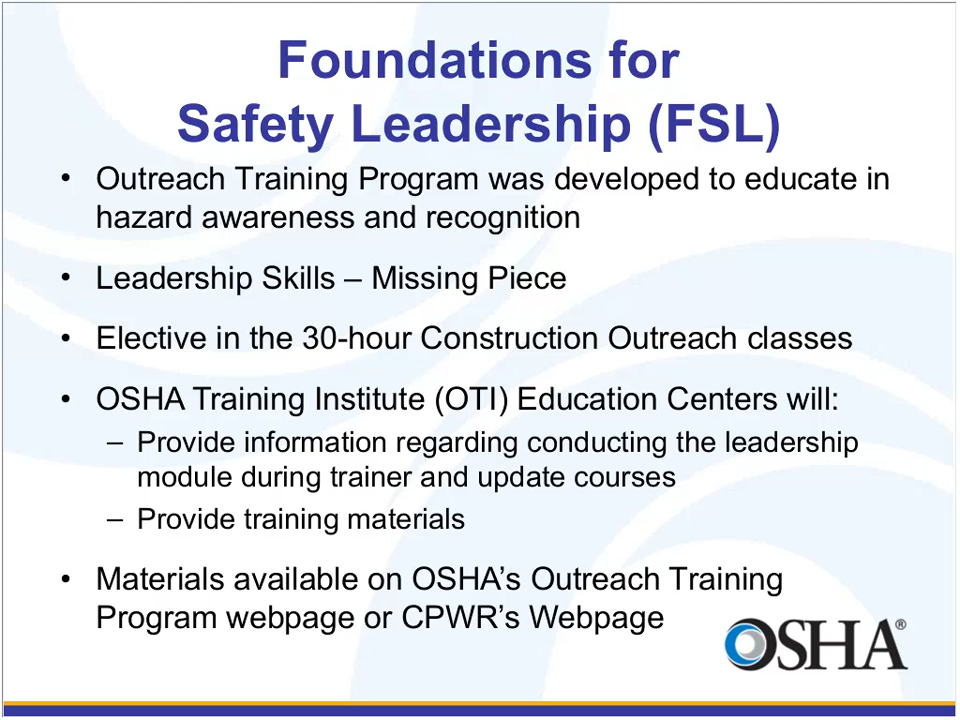 Foundations for
Safety Leadership (FSL)
• Outreach Training Program was developed to educate in
hazard awareness and recognition
• Leadership Skills – Missing Piece
• Elective in the 30-hour Construction Outreach classes
• OSHA Training Institute (OTI) Education Centers will:
– Provide information regarding conducting the leadership
module during trainer and update courses
– Provide training materials
• Materials available on OSHA’s Outreach Training
Program webpage or CPWR’s Webpage
OSHA®